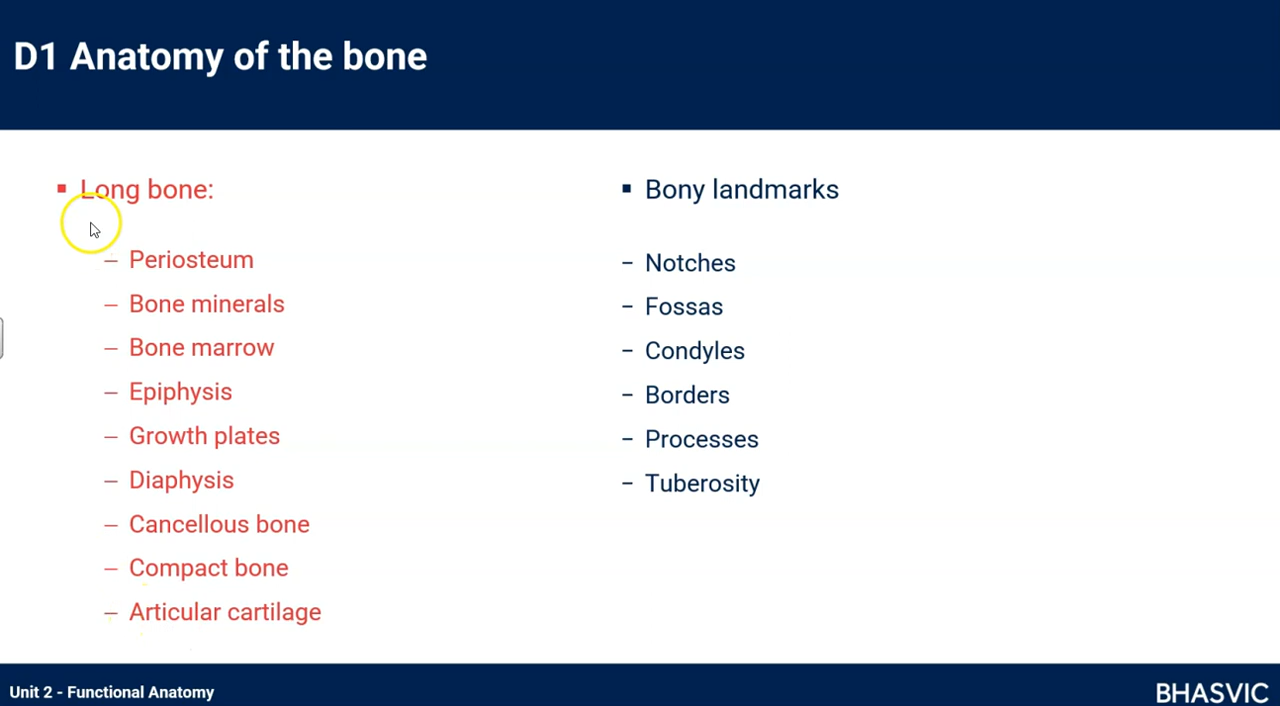 D1 Anatomy of the bone
▪ Long bone:
– Periosteum
– Bone minerals
– Bone marrow
– Epiphysis
– Growth plates
– Diaphysis
– Cancellous bone
– Compact bone
– Articular cartilage
▪ Bony landmarks
– Notches
– Fossas
– Condyles
– Borders
– Processes
– Tuberosity
Unit 2 - Functional Anatomy
BHASVIC